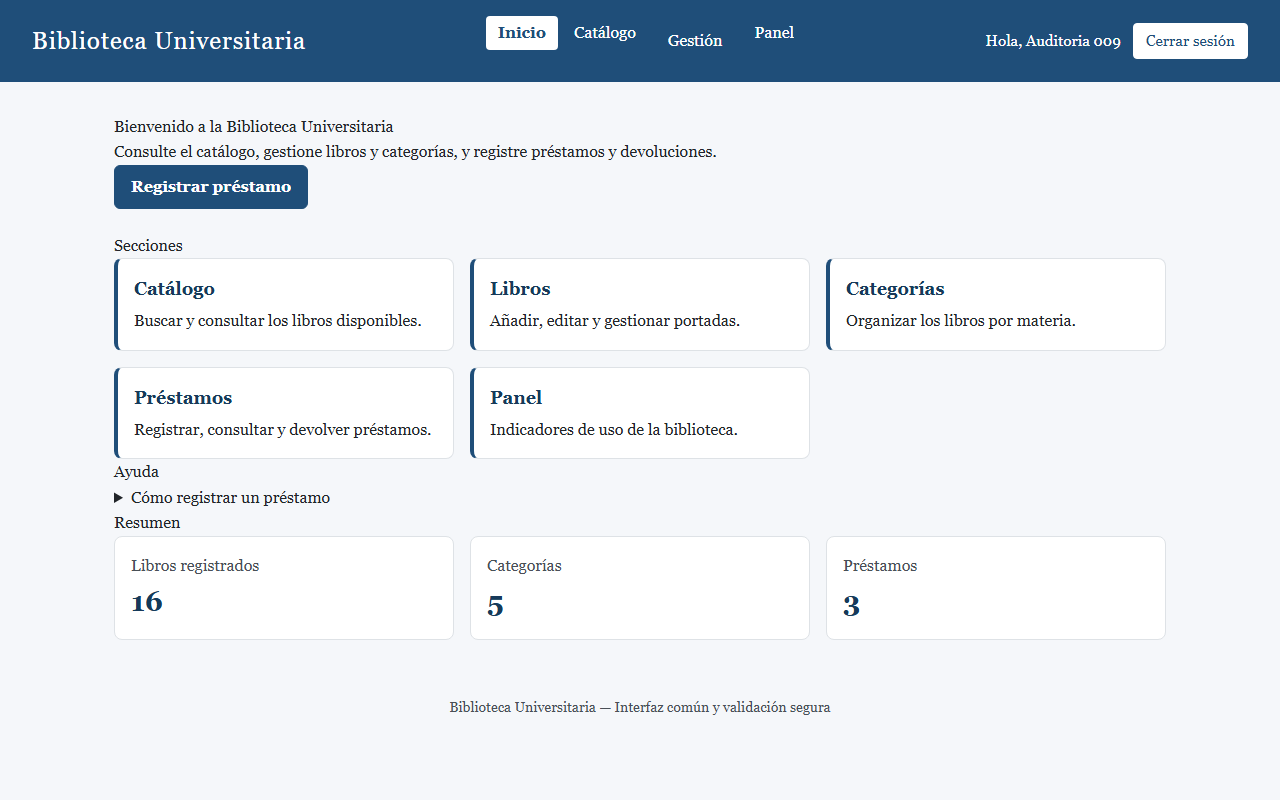 Biblioteca Universitaria
Inicio
Catálogo
Gestión
Panel
Hola, Auditoria 009
Cerrar sesión
Bienvenido a la Biblioteca Universitaria
Consulte el catálogo, gestione libros y categorías, y registre préstamos y devoluciones.
Registrar préstamo
Secciones
Catálogo
Buscar y consultar los libros disponibles.
Libros
Añadir, editar y gestionar portadas.
Categorías
Organizar los libros por materia.
Préstamos
Registrar, consultar y devolver préstamos.
Panel
Indicadores de uso de la biblioteca.
Ayuda
Cómo registrar un préstamo
Resumen
Libros registrados
16
Categorías
5
Préstamos
3
Biblioteca Universitaria — Interfaz común y validación segura